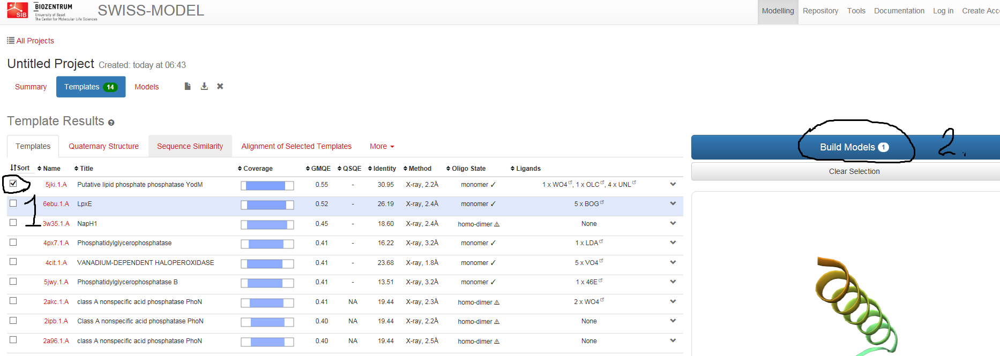 SIB
BIOZENTRUM
University of Basel
The Center for Molecular Life Sciences
SWISS-MODEL
Modelling Repository Tools Documentation Log in Create Acc
All Projects
Untitled Project Created: today at 06:43
Summary Templates 14 Models
Template Results
Templates Quaternary Structure Sequence Similarity Alignment of Selected Templates More
Build Models 1 2.
Clear Selection
Sort Name Title Coverage GMQE QSQE Identity Method Oligo State Ligands
5jki.1.A Putative lipid phosphate phosphatase YodM 0.55 - 30.95 X-ray, 2.2Å monomer ✓ 1 x WO4, 1 x OLC, 4 x UNL
1
6ebu.1.A LpxE 0.52 - 26.19 X-ray, 2.4Å monomer ✓ 5 x BOG
3w35.1.A NapH1 0.45 - 18.60 X-ray, 2.4Å homo-dimer ⚠ None
4px7.1.A Phosphatidylglycerophosphatase 0.41 - 16.22 X-ray, 3.2Å monomer ✓ 1 x LDA
4cit.1.A VANADIUM-DEPENDENT HALOPEROXIDASE 0.41 - 23.68 X-ray, 1.8Å monomer ✓ 5 x VO4
5jwy.1.A Phosphatidylglycerophosphatase B 0.41 - 13.51 X-ray, 3.2Å monomer ✓ 1 x 46E
2akc.1.A class A nonspecific acid phosphatase PhoN 0.41 NA 19.44 X-ray, 2.3Å homo-dimer ⚠ 2 x WO4
2ipb.1.A Class A nonspecific acid phosphatase PhoN 0.40 NA 19.44 X-ray, 2.2Å homo-dimer ⚠ None
2a96.1.A class A nonspecific acid phosphatase PhoN 0.40 NA 19.44 X-ray, 2.5Å homo-dimer ⚠ None